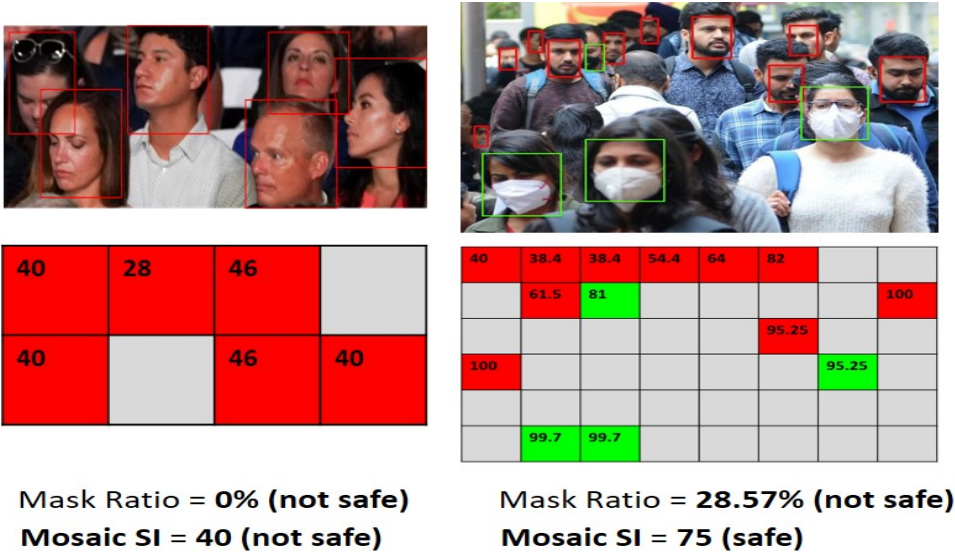 40 28 46
40 46 40
40 38.4 38.4 54.4 64 82
61.5 81 100
95.25
100 95.25
99.7 99.7
Mask Ratio = 0% (not safe)
Mosaic SI = 40 (not safe)
Mask Ratio = 28.57% (not safe)
Mosaic SI = 75 (safe)